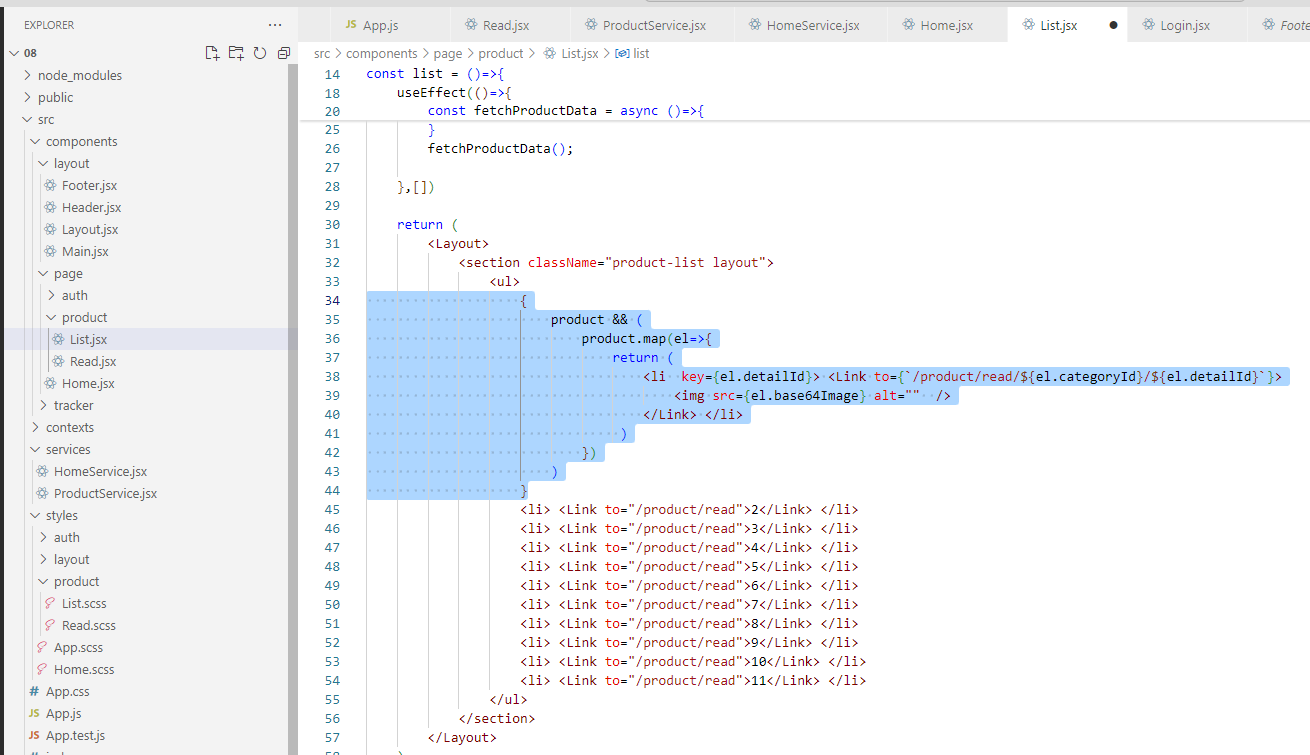 EXPLORER ...
JS App.js Read.jsx ProductService.jsx HomeService.jsx Home.jsx List.jsx Login.jsx Foote
08
node_modules
public
src
components
layout
Footer.jsx
Header.jsx
Layout.jsx
Main.jsx
page
auth
product
List.jsx
Read.jsx
Home.jsx
tracker
contexts
services
HomeService.jsx
ProductService.jsx
styles
auth
layout
product
List.scss
Read.scss
App.scss
Home.scss
# App.css
JS App.js
JS App.test.js
src > components > page > product > List.jsx > list
14 const list = ()=>{
18 useEffect(()=>{
20 const fetchProductData = async ()=>{
25 }
26 fetchProductData();
27
28 },[])
29
30 return (
31 <Layout>
32 <section className="product-list layout">
33 <ul>
34 {
35 product && (
36 product.map(el=>{
37 return (
38 <li key={el.detailId}> <Link to={`/product/read/${el.categoryId}/${el.detailId}`}>
39 <img src={el.base64Image} alt="" />
40 </Link> </li>
41 )
42 })
43 )
44 }
45 <li> <Link to="/product/read">2</Link> </li>
46 <li> <Link to="/product/read">3</Link> </li>
47 <li> <Link to="/product/read">4</Link> </li>
48 <li> <Link to="/product/read">5</Link> </li>
49 <li> <Link to="/product/read">6</Link> </li>
50 <li> <Link to="/product/read">7</Link> </li>
51 <li> <Link to="/product/read">8</Link> </li>
52 <li> <Link to="/product/read">9</Link> </li>
53 <li> <Link to="/product/read">10</Link> </li>
54 <li> <Link to="/product/read">11</Link> </li>
55 </ul>
56 </section>
57 </Layout>